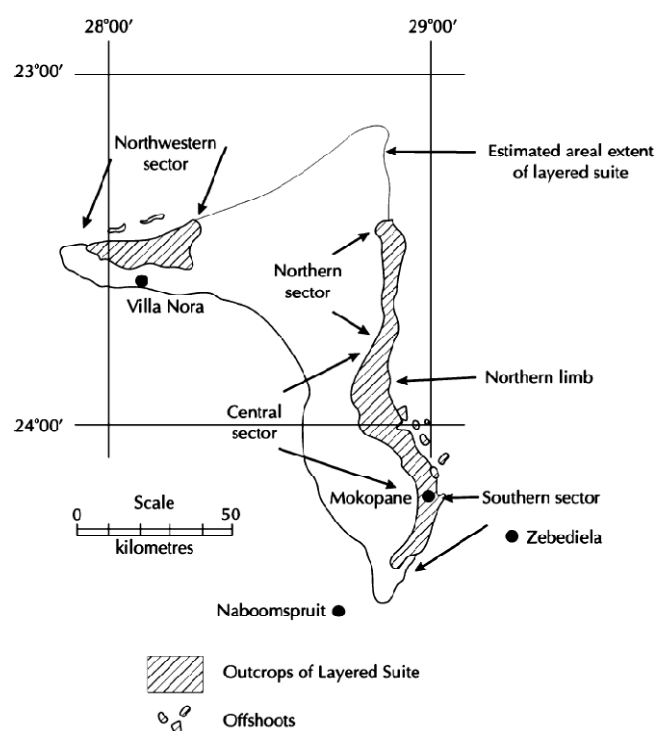 28°00'
29°00'
23°00'
Northwestern
sector
Estimated areal extent
of layered suite
Northern
sector
Villa Nora
Northern limb
Central
sector
24°00'
Mokopane
Southern sector
Scale
0
50
kilometres
Zebediela
Naboomspruit
Outcrops of Layered Suite
Offshoots